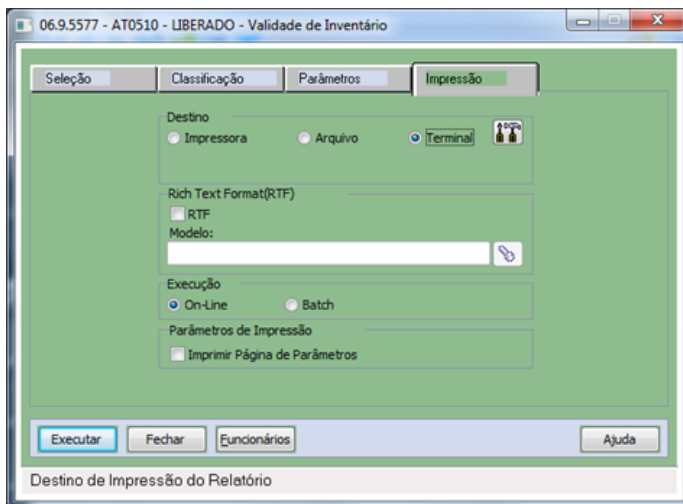 06.9.5577 - AT0510 - LIBERADO - Validade de Inventário
Seleção Classificação Parâmetros Impressão
Destino
Impressora Arquivo Terminal
Rich Text Format(RTF)
RTF
Modelo:
Execução
On-Line Batch
Parâmetros de Impressão
Imprimir Página de Parâmetros
Executar Fechar Funcionários Ajuda
Destino de Impressão do Relatório